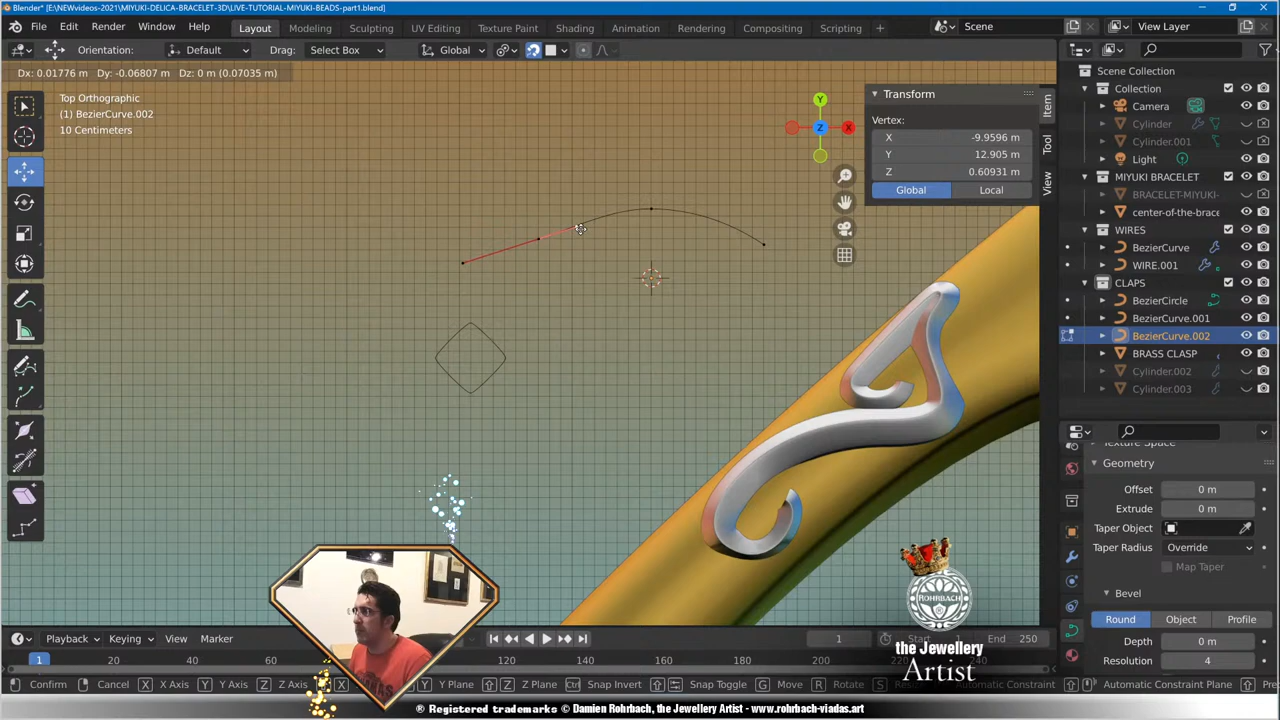 Blender* [E:\NEWvideos-2021\MIYUKI-DELICA-BRACELET-3D\LIVE-TUTORIAL-MIYUKI-BEADS-part1.blend]
File Edit Render Window Help
Layout Modeling Sculpting UV Editing Texture Paint Shading Animation Rendering Compositing Scripting +
Scene
View Layer
Orientation: Default Drag: Select Box
Global
Dx: 0.01776 m Dy: -0.06807 m Dz: 0 m (0.07035 m)
Top Orthographic
(1) BezierCurve.002
10 Centimeters
Y
Z
X
Transform
Vertex:
X -9.9596 m
Y 12.905 m
Z 0.60931 m
Global Local
Item
Tool
View
Scene Collection
Collection
Camera
Cylinder
Cylinder.001
Light
MIYUKI BRACELET
BRACELET-MIYUKI-
center-of-the-brace
WIRES
BezierCurve
WIRE.001
CLAPS
BezierCircle
BezierCurve.001
BezierCurve.002
BRASS CLASP
Cylinder.002
Cylinder.003
Texture Space
Geometry
Offset 0 m
Extrude 0 m
Taper Object
Taper Radius Override
Map Taper
Bevel
Round Object Profile
Depth 0 m
Resolution 4
ROHRBACH
the Jewellery
Artist
Playback Keying View Marker
1 Start 1 End 250
1 20 40 60 120 140 160 180 200 220 240
Confirm Cancel X X Axis Y Y Axis Z Z Axis X Y Y Plane Z Z Plane Ctrl Snap Invert Snap Toggle G Move R Rotate S Automatic Constraint Automatic Constraint Plane
® Registered trademarks © Damien Rohrbach, the Jewellery Artist - www.rohrbach-viadas.art